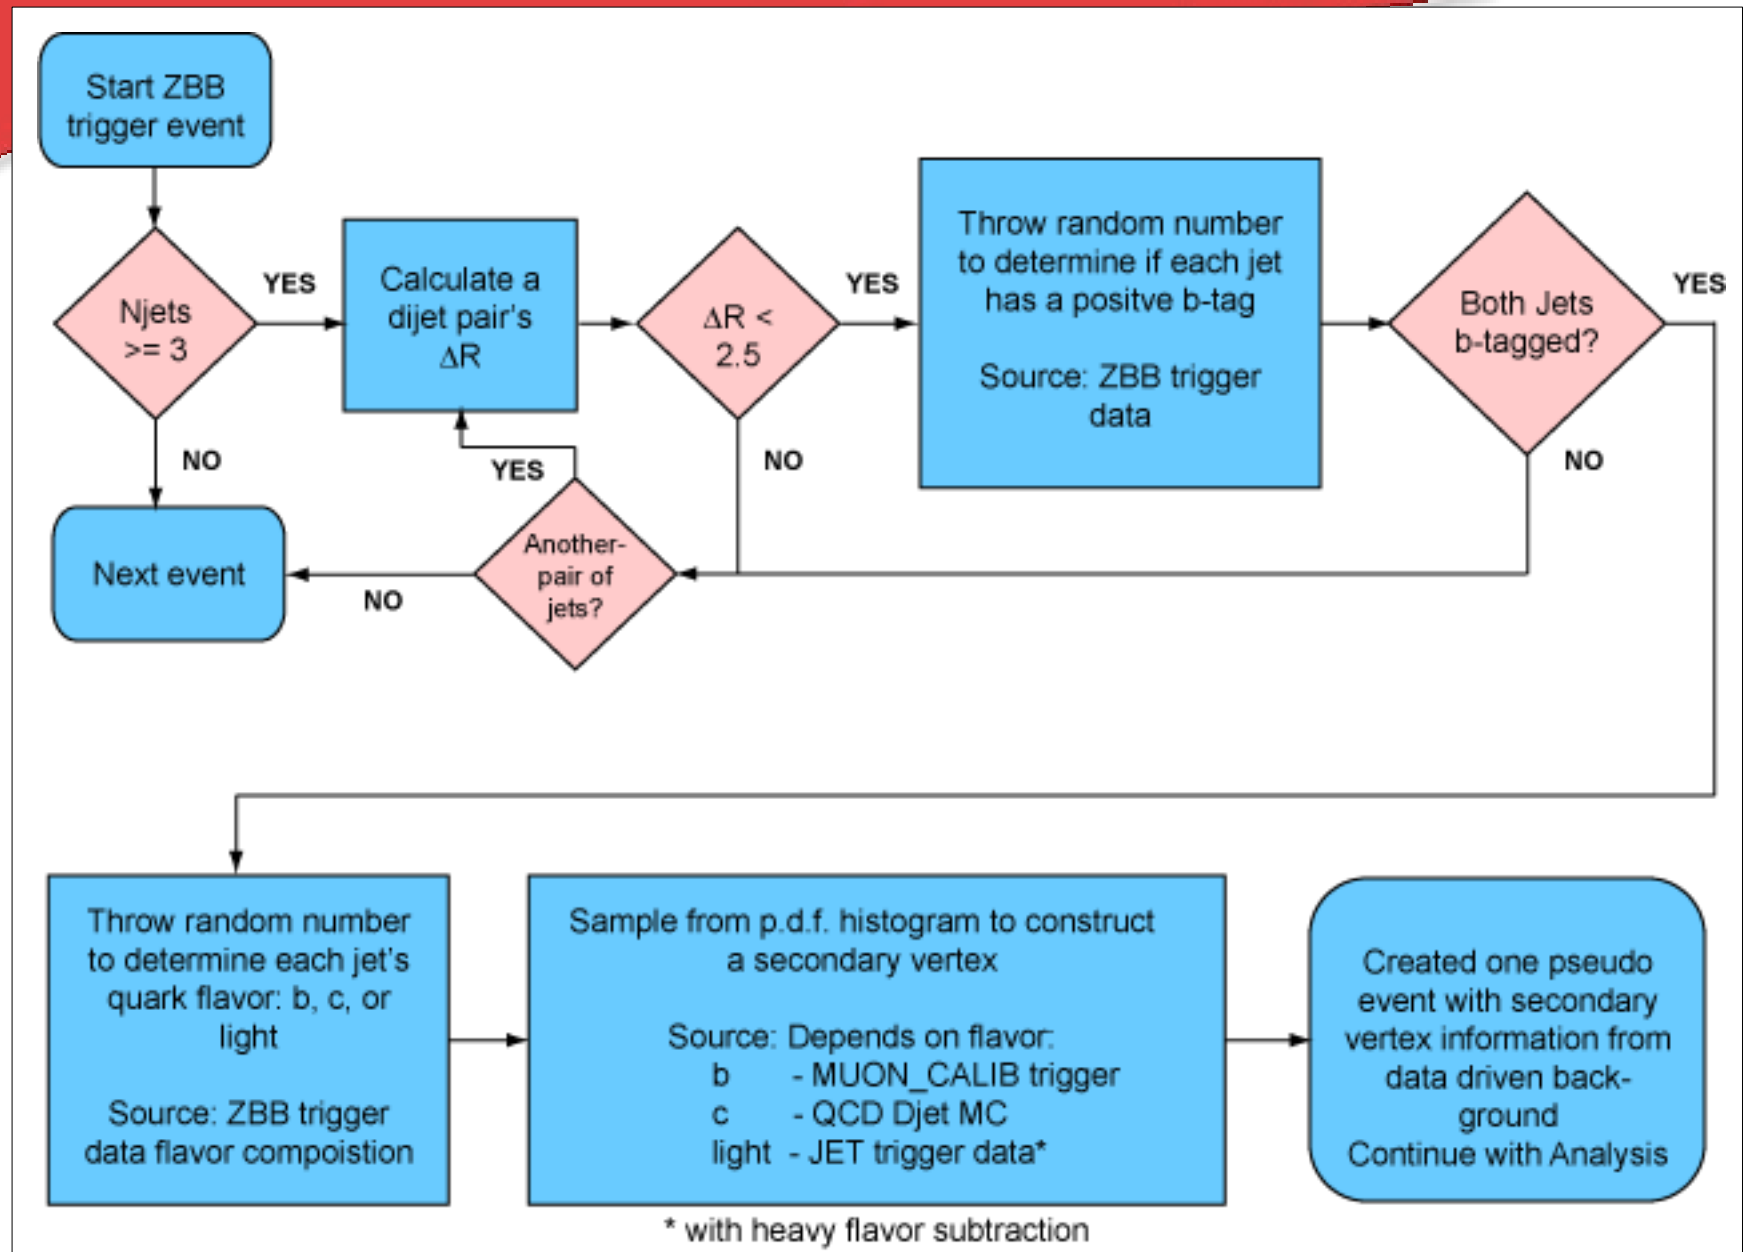 Start ZBB
trigger event
Njets
>= 3
YES
NO
Calculate a
dijet pair's
ΔR
ΔR <
2.5
YES
NO
Throw random number
to determine if each jet
has a positve b-tag
Source: ZBB trigger
data
Both Jets
b-tagged?
YES
NO
Another-
pair of
jets?
YES
NO
Next event
Throw random number
to determine each jet's
quark flavor: b, c, or
light
Source: ZBB trigger
data flavor compoistion
Sample from p.d.f. histogram to construct
a secondary vertex
Source: Depends on flavor:
b - MUON_CALIB trigger
c - QCD Djet MC
light - JET trigger data*
Created one pseudo
event with secondary
vertex information from
data driven back-
ground
Continue with Analysis
* with heavy flavor subtraction